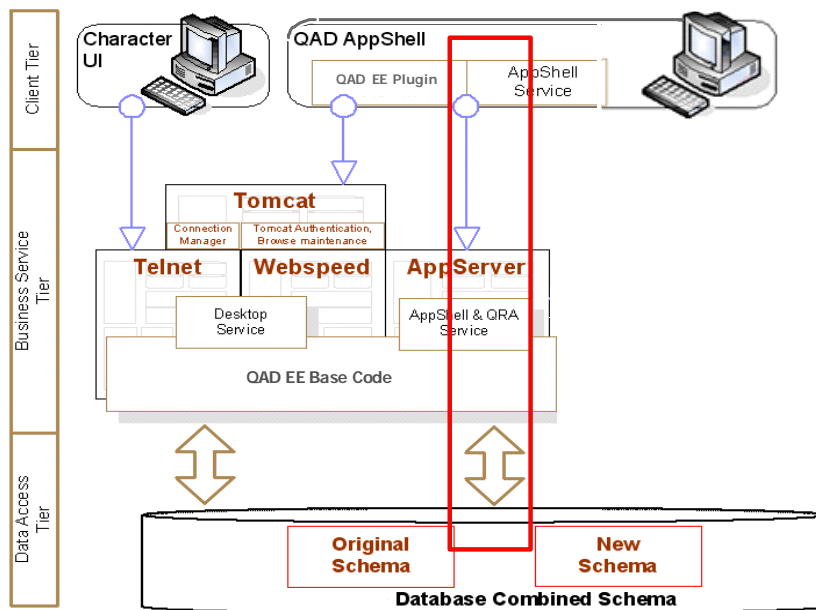 Client Tier
Character
UI
QAD AppShell
QAD EE Plugin
AppShell
Service
Business Service
Tier
Tomcat
Connection
Manager
Tomcat Authentication,
Browse maintenance
Telnet
Webspeed
AppServer
Desktop
Service
AppShell & QRA
Service
QAD EE Base Code
Data Access
Tier
Original
Schema
New
Schema
Database Combined Schema